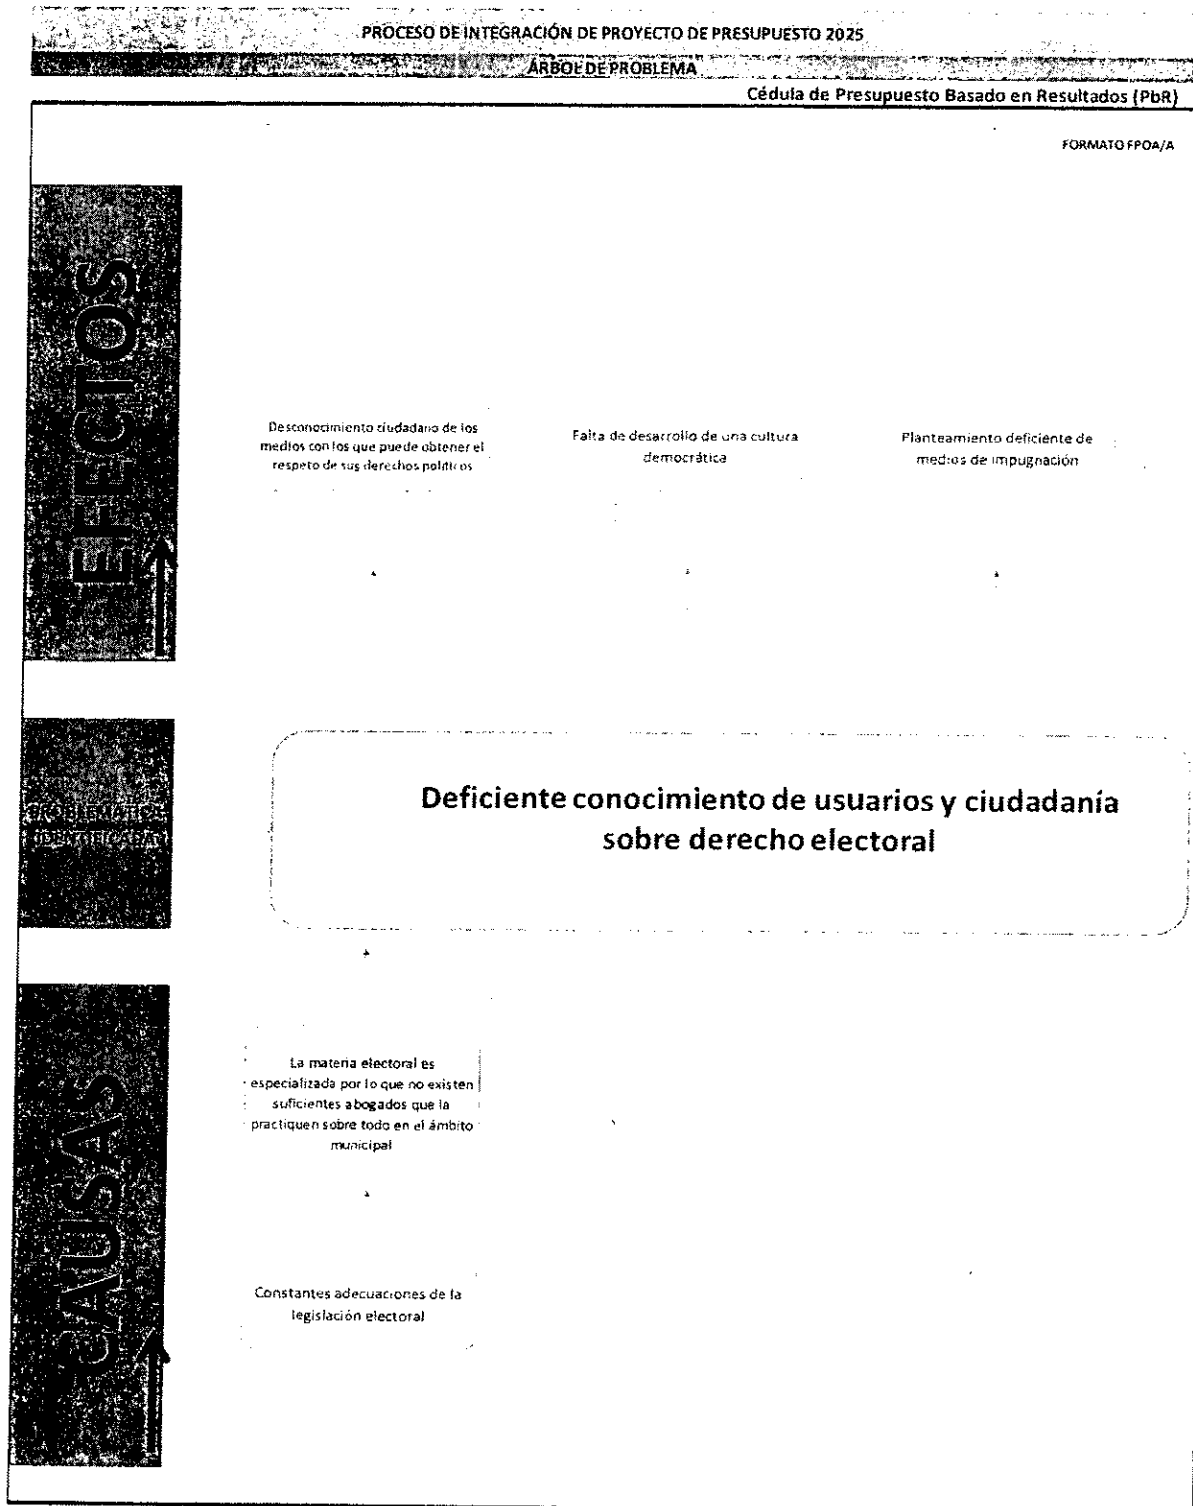 PROCESO DE INTEGRACIÓN DE PROYECTO DE PRESUPUESTO 2025
ÁRBOL DE PROBLEMA
Cédula de Presupuesto Basado en Resultados (PbR)
FORMATO FPOA/A
EFECTOS
Desconocimiento ciudadano de los
medios con los que puede obtener el
respeto de sus derechos políticos
Falta de desarrollo de una cultura
democrática
Planteamiento deficiente de
medios de impugnación
Deficiente conocimiento de usuarios y ciudadanía
sobre derecho electoral
CAUSAS
La materia electoral es
especializada por lo que no existen
suficientes abogados que la
practiquen sobre todo en el ámbito
municipal
Constantes adecuaciones de la
legislación electoral